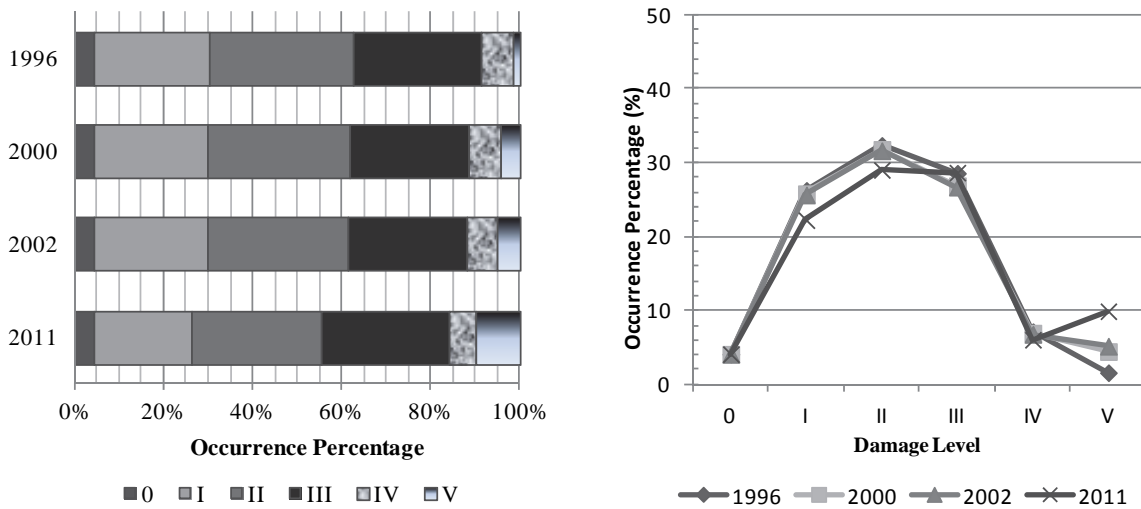 1996
2000
2002
2011
0% 20% 40% 60% 80% 100%
Occurrence Percentage
0 I II III IV V
50
40
30
20
10
0
Occurrence Percentage (%)
0 I II III IV V
Damage Level
1996 2000 2002 2011